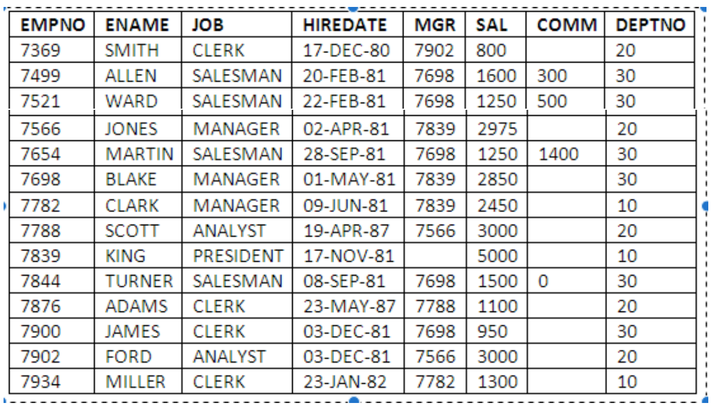 EMPNO ENAME JOB HIREDATE MGR SAL COMM DEPTNO
7369 SMITH CLERK 17-DEC-80 7902 800 20
7499 ALLEN SALESMAN 20-FEB-81 7698 1600 300 30
7521 WARD SALESMAN 22-FEB-81 7698 1250 500 30
7566 JONES MANAGER 02-APR-81 7839 2975 20
7654 MARTIN SALESMAN 28-SEP-81 7698 1250 1400 30
7698 BLAKE MANAGER 01-MAY-81 7839 2850 30
7782 CLARK MANAGER 09-JUN-81 7839 2450 10
7788 SCOTT ANALYST 19-APR-87 7566 3000 20
7839 KING PRESIDENT 17-NOV-81 5000 10
7844 TURNER SALESMAN 08-SEP-81 7698 1500 0 30
7876 ADAMS CLERK 23-MAY-87 7788 1100 20
7900 JAMES CLERK 03-DEC-81 7698 950 30
7902 FORD ANALYST 03-DEC-81 7566 3000 20
7934 MILLER CLERK 23-JAN-82 7782 1300 10